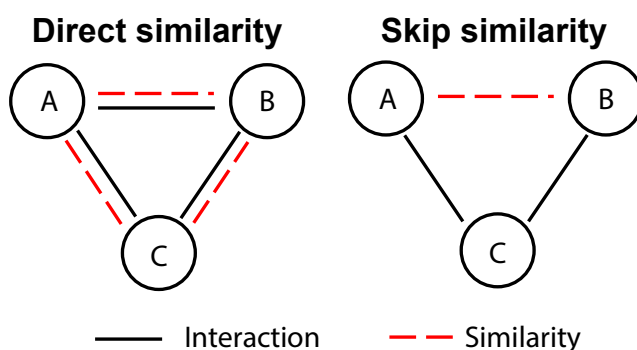 Direct similarity
Skip similarity
A
B
C
A
B
C
Interaction
Similarity